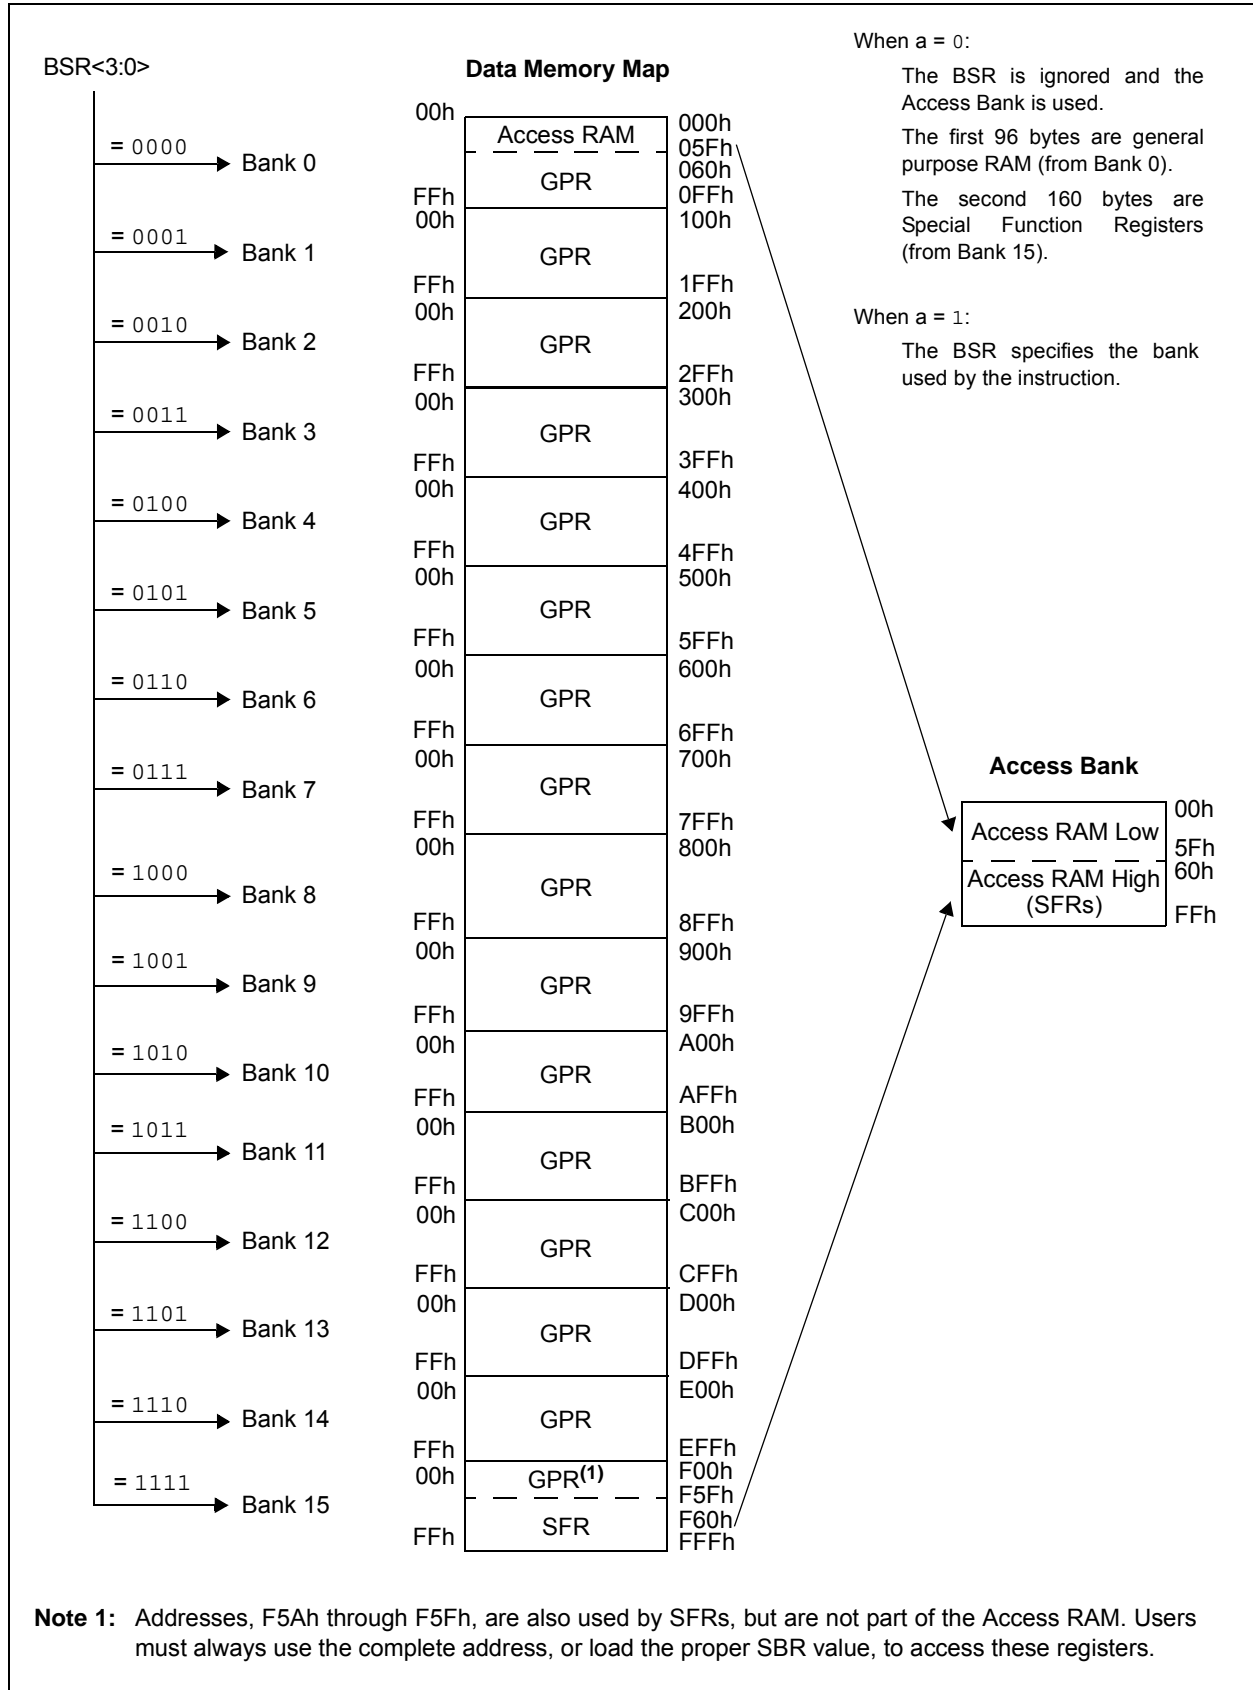 BSR<3:0>
Data Memory Map
When a = 0:
The BSR is ignored and the
Access Bank is used.
The first 96 bytes are general
purpose RAM (from Bank 0).
The second 160 bytes are
Special Function Registers
(from Bank 15).
When a = 1:
The BSR specifies the bank
used by the instruction.
= 0000
Bank 0
00h
Access RAM
000h
05Fh
GPR
060h
FFh
0FFh
= 0001
Bank 1
00h
GPR
100h
FFh
1FFh
= 0010
Bank 2
00h
GPR
200h
FFh
2FFh
= 0011
Bank 3
00h
GPR
300h
FFh
3FFh
= 0100
Bank 4
00h
GPR
400h
FFh
4FFh
= 0101
Bank 5
00h
GPR
500h
FFh
5FFh
= 0110
Bank 6
00h
GPR
600h
FFh
6FFh
= 0111
Bank 7
00h
GPR
700h
FFh
7FFh
= 1000
Bank 8
00h
GPR
800h
FFh
8FFh
= 1001
Bank 9
00h
GPR
900h
FFh
9FFh
= 1010
Bank 10
00h
GPR
A00h
FFh
AFFh
= 1011
Bank 11
00h
GPR
B00h
FFh
BFFh
= 1100
Bank 12
00h
GPR
C00h
FFh
CFFh
= 1101
Bank 13
00h
GPR
D00h
FFh
DFFh
= 1110
Bank 14
00h
GPR
E00h
FFh
EFFh
= 1111
Bank 15
00h
GPR(1)
F00h
F5Fh
SFR
F60h
FFh
FFFh
Access Bank
Access RAM Low
00h
5Fh
Access RAM High
(SFRs)
60h
FFh
Note 1: Addresses, F5Ah through F5Fh, are also used by SFRs, but are not part of the Access RAM. Users
must always use the complete address, or load the proper SBR value, to access these registers.